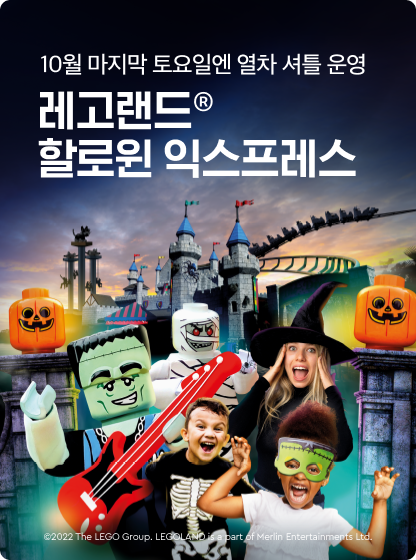 10월 마지막 토요일엔 열차 셔틀 운영
레고랜드®
할로윈 익스프레스
©2022 The LEGO Group. LEGOLAND is a part of Merlin Entertainments Ltd.